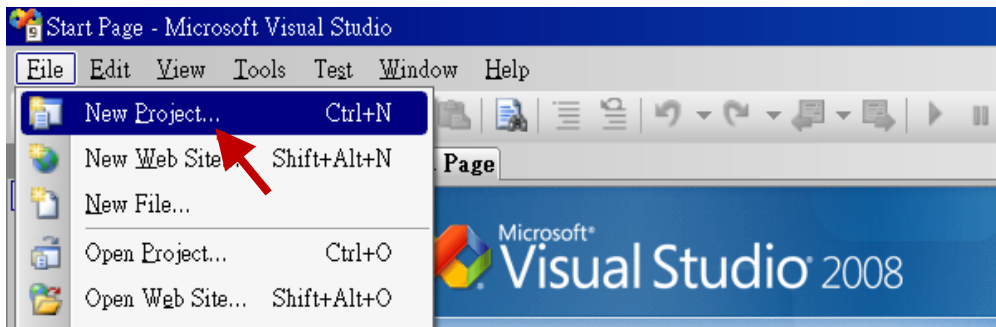 9 Start Page - Microsoft Visual Studio
File Edit View Tools Test Window Help
New Project... Ctrl+N
New Web Site... Shift+Alt+N
Page
New File...
Open Project... Ctrl+O
Open Web Site... Shift+Alt+O
Microsoft®
Visual Studio® 2008